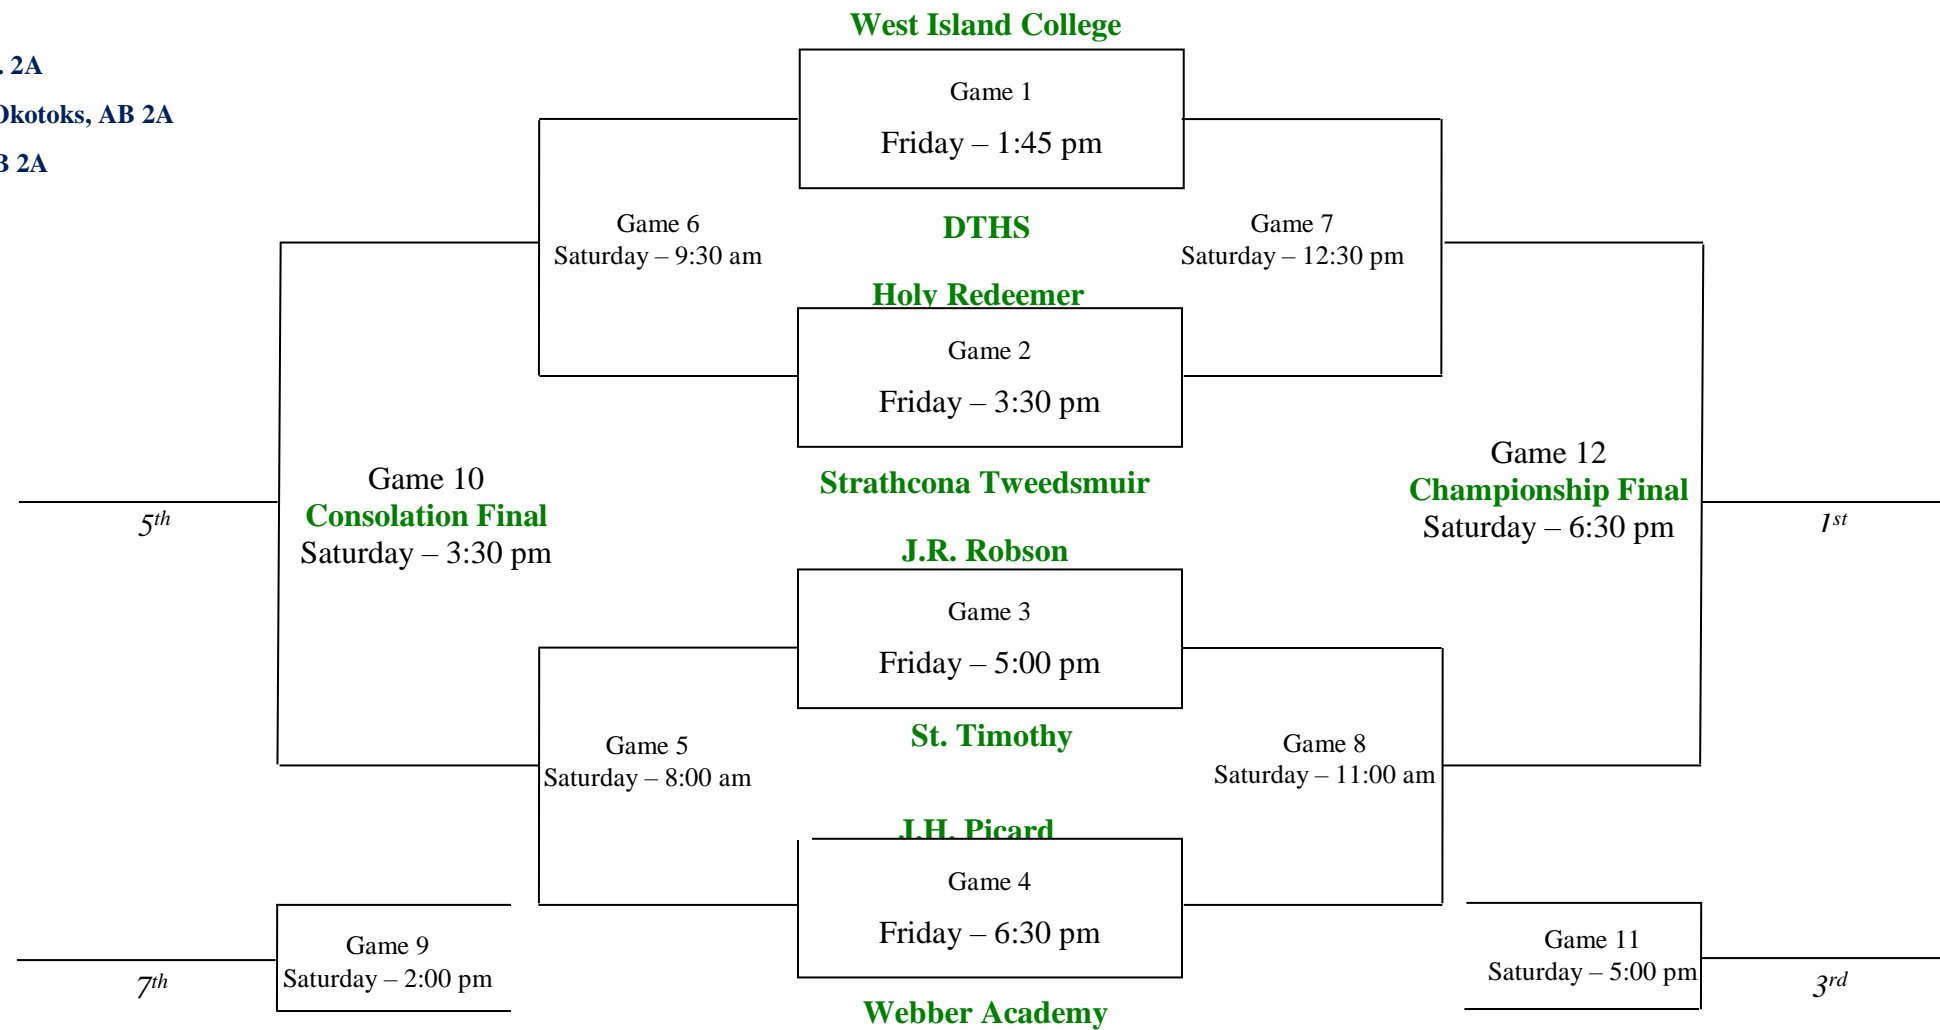 West Island College
. 2A
Okotoks, AB 2A
B 2A
Game 1
Friday – 1:45 pm
Game 6
Saturday – 9:30 am
DTHS
Game 7
Saturday – 12:30 pm
Holy Redeemer
Game 2
Friday – 3:30 pm
Strathcona Tweedsmuir
Game 10
Consolation Final
Saturday – 3:30 pm
Game 12
Championship Final
Saturday – 6:30 pm
5th
1st
J.R. Robson
Game 3
Friday – 5:00 pm
St. Timothy
Game 5
Saturday – 8:00 am
Game 8
Saturday – 11:00 am
J.H. Picard
Game 4
Friday – 6:30 pm
Game 9
Saturday – 2:00 pm
Game 11
Saturday – 5:00 pm
7th
3rd
Webber Academy